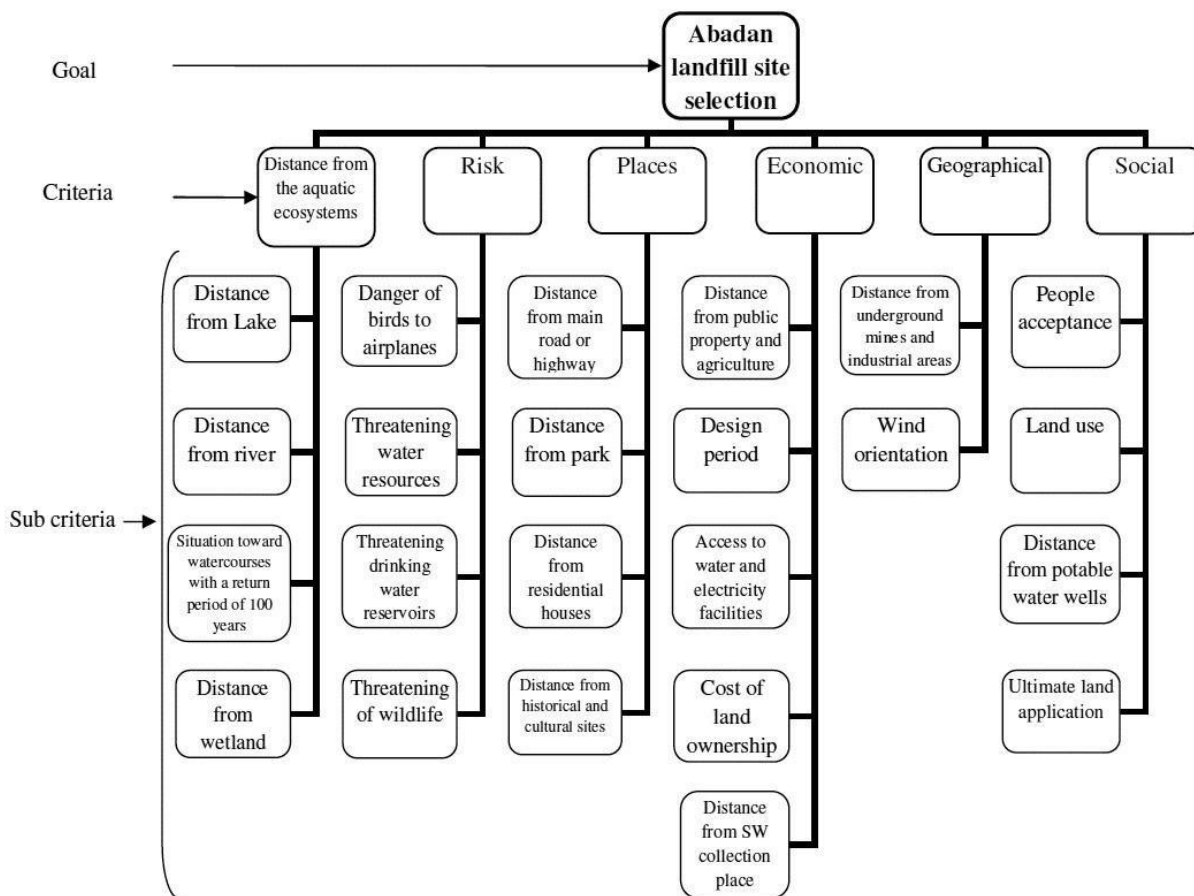 Goal
Abadan
landfill site
selection
Criteria
Distance from
the aquatic
ecosystems
Risk
Places
Economic
Geographical
Social
Sub criteria
Distance
from Lake
Distance
from river
Situation toward
watercourses
with a return
period of 100
years
Distance
from
wetland
Danger of
birds to
airplanes
Threatening
water
resources
Threatening
drinking
water
reservoirs
Threatening
of wildlife
Distance
from main
road or
highway
Distance
from park
Distance
from
residential
houses
Distance from
historical and
cultural sites
Distance
from public
property and
agriculture
Design
period
Access to
water and
electricity
facilities
Cost of
land
ownership
Distance
from SW
collection
place
Distance from
underground
mines and
industrial areas
Wind
orientation
People
acceptance
Land use
Distance
from potable
water wells
Ultimate land
application